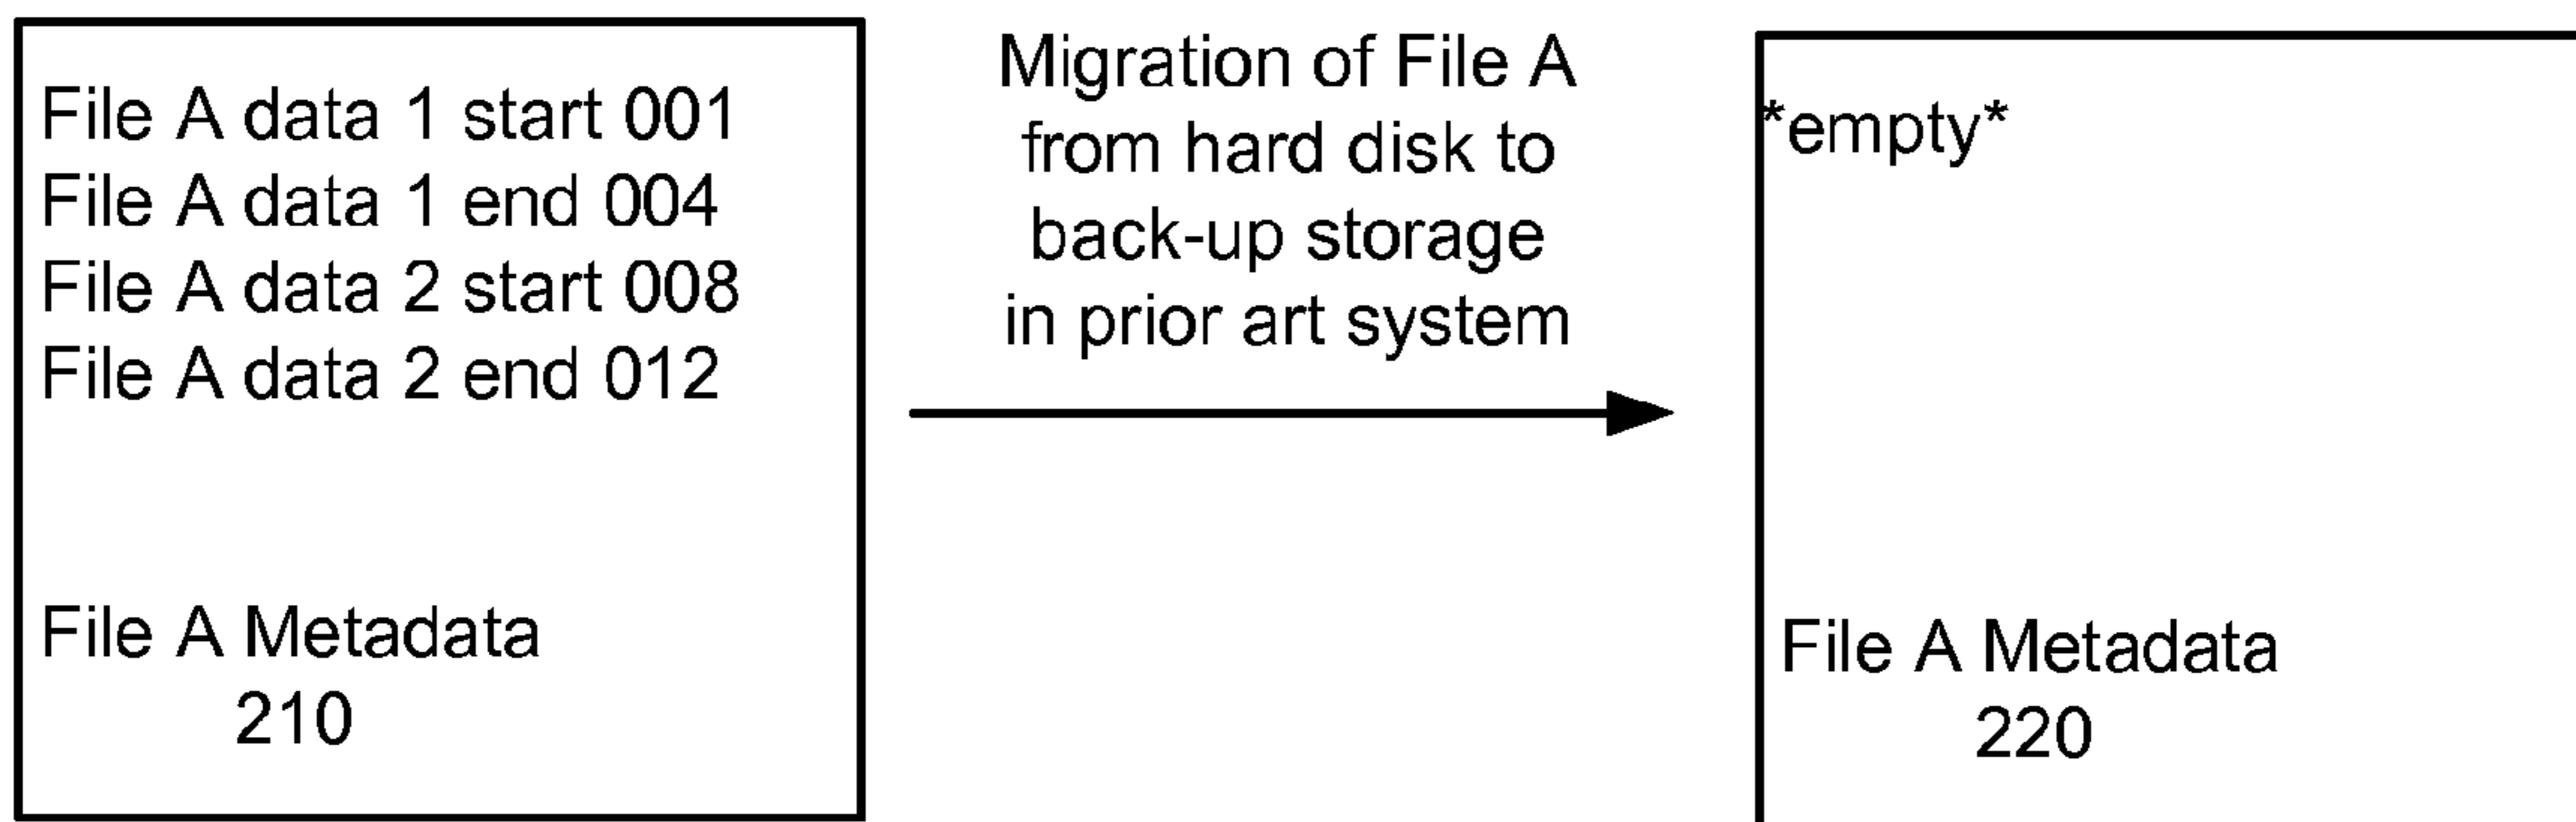 File A data 1 start 001
File A data 1 end 004
File A data 2 start 008
File A data 2 end 012
File A Metadata
210
Migration of File A
from hard disk to
back-up storage
in prior art system
*empty*
File A Metadata
220